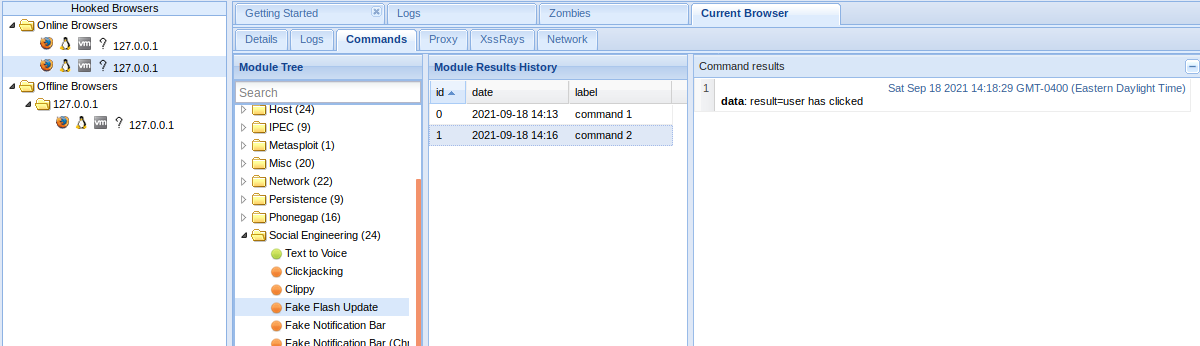 Hooked Browsers
Online Browsers
127.0.0.1
127.0.0.1
Offline Browsers
127.0.0.1
127.0.0.1
Getting Started
Logs
Zombies
Current Browser
Details
Logs
Commands
Proxy
XssRays
Network
Module Tree
Search
Host (24)
IPEC (9)
Metasploit (1)
Misc (20)
Network (22)
Persistence (9)
Phonegap (16)
Social Engineering (24)
Text to Voice
Clickjacking
Clippy
Fake Flash Update
Fake Notification Bar
Fake Notification Bar (Chr
Module Results History
id date label
0 2021-09-18 14:13 command 1
1 2021-09-18 14:16 command 2
Command results
1 Sat Sep 18 2021 14:18:29 GMT-0400 (Eastern Daylight Time)
data: result=user has clicked